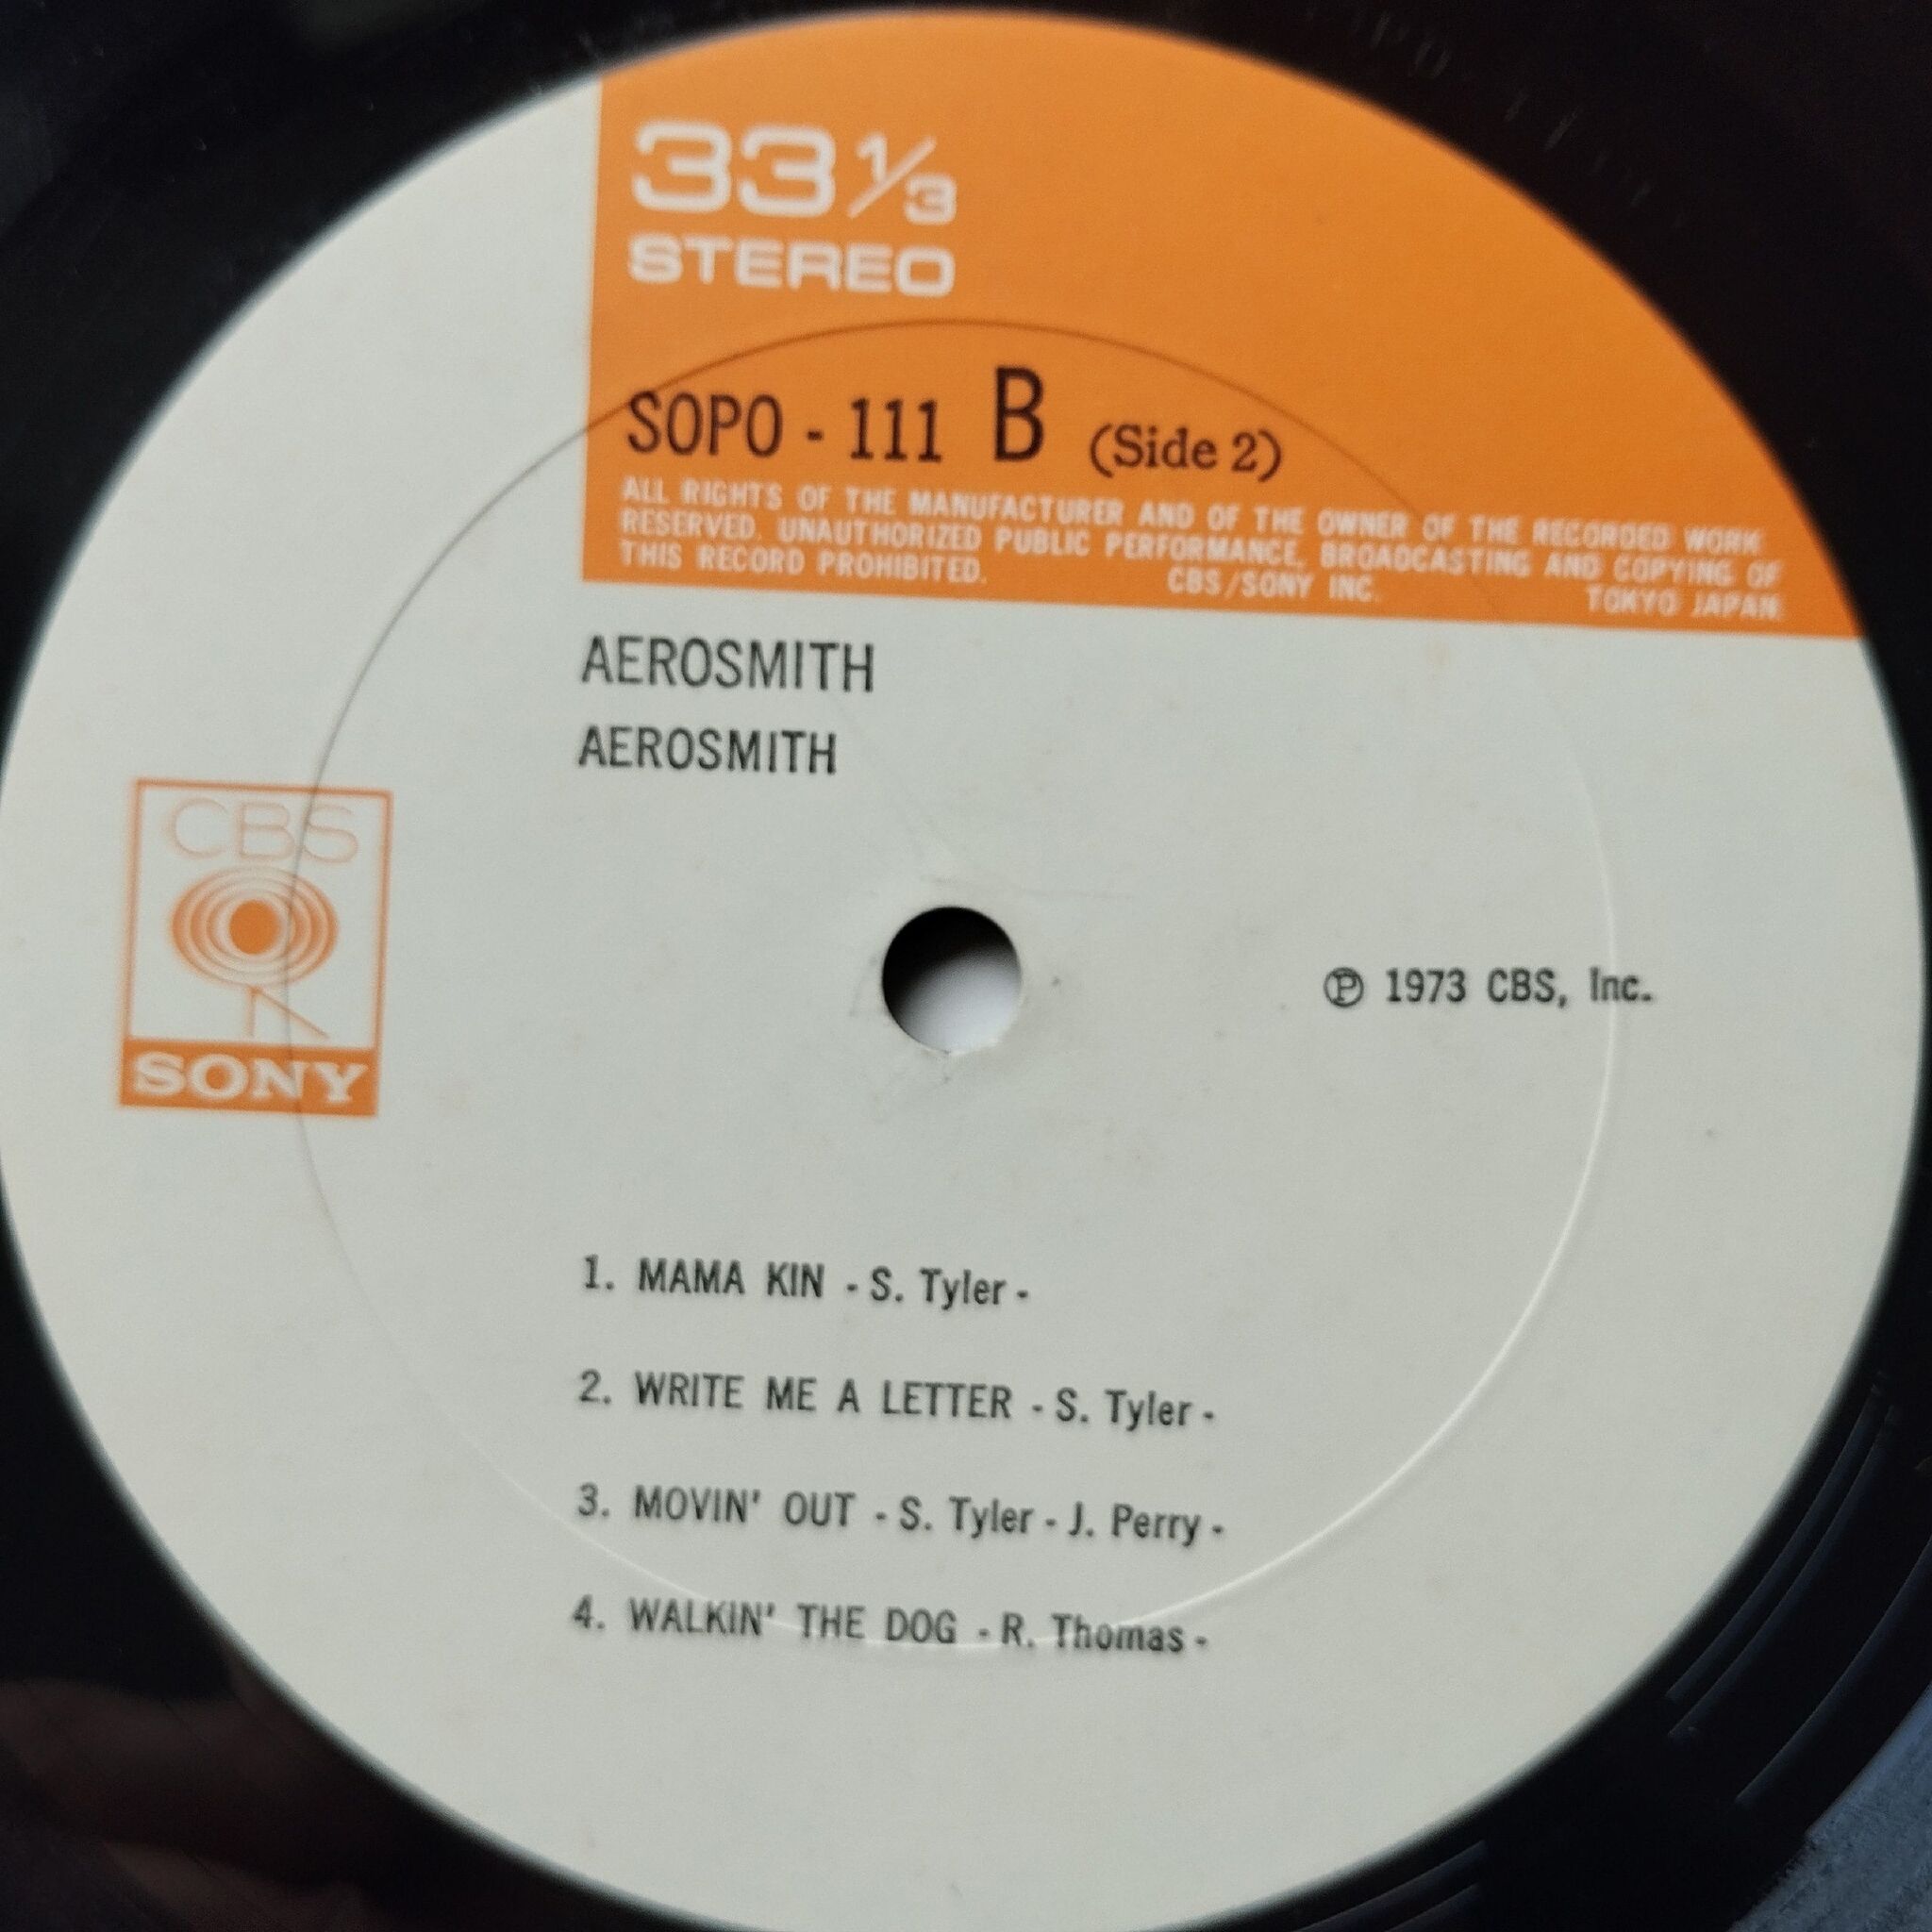 33 1/3
STEREO
SOPO - 111 B (Side 2)
ALL RIGHTS OF THE MANUFACTURER AND OF THE OWNER OF THE RECORDED WORK
RESERVED. UNAUTHORIZED PUBLIC PERFORMANCE, BROADCASTING AND COPYING OF
THIS RECORD PROHIBITED. CBS/SONY INC. TOKYO JAPAN
AEROSMITH
AEROSMITH
CBS
SONY
Ⓟ 1973 CBS, Inc.
1. MAMA KIN - S. Tyler -
2. WRITE ME A LETTER - S. Tyler -
3. MOVIN' OUT - S. Tyler - J. Perry -
4. WALKIN' THE DOG - R. Thomas -